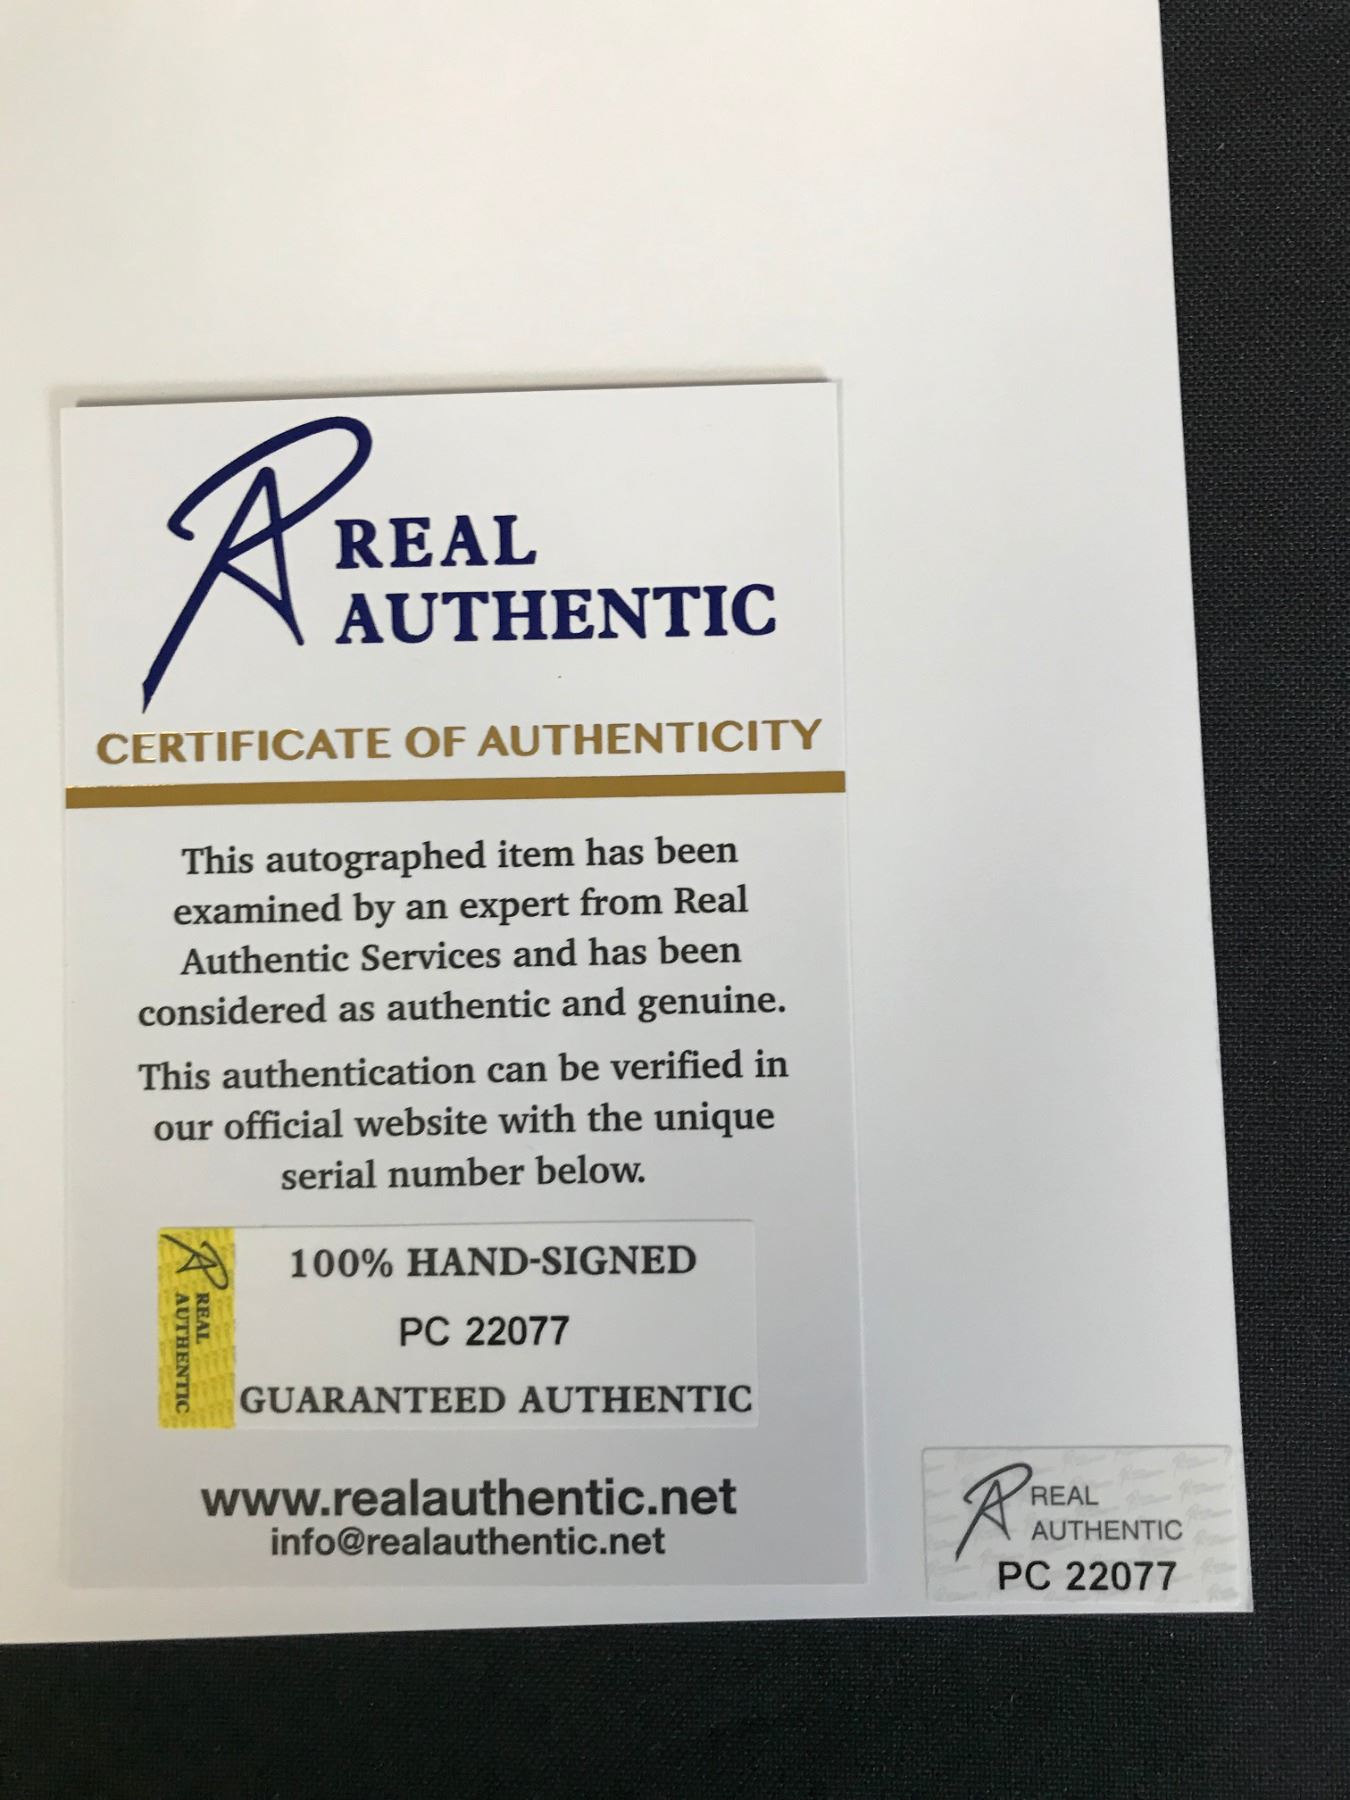 REAL
AUTHENTIC
CERTIFICATE OF AUTHENTICITY
This autographed item has been
examined by an expert from Real
Authentic Services and has been
considered as authentic and genuine.
This authentication can be verified in
our official website with the unique
serial number below.
REAL
AUTHENTIC
100% HAND-SIGNED
PC 22077
GUARANTEED AUTHENTIC
www.realauthentic.net
info@realauthentic.net
REAL
AUTHENTIC
PC 22077